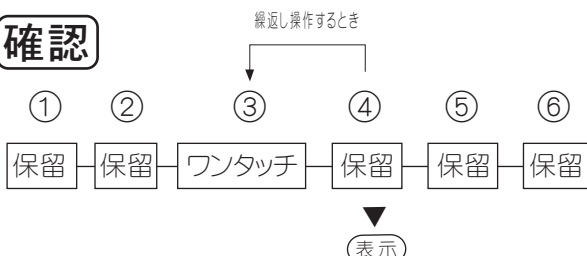 繰返し操作するとき
確認
① ② ③ ④ ⑤ ⑥
保留 保留 ワンタッチ 保留 保留 保留
▼
表示